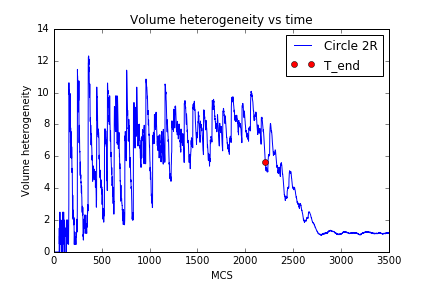 Volume heterogeneity vs time
14
12
10
8
6
4
2
0
Volume heterogeneity
Circle 2R
T_end
0 500 1000 1500 2000 2500 3000 3500
MCS